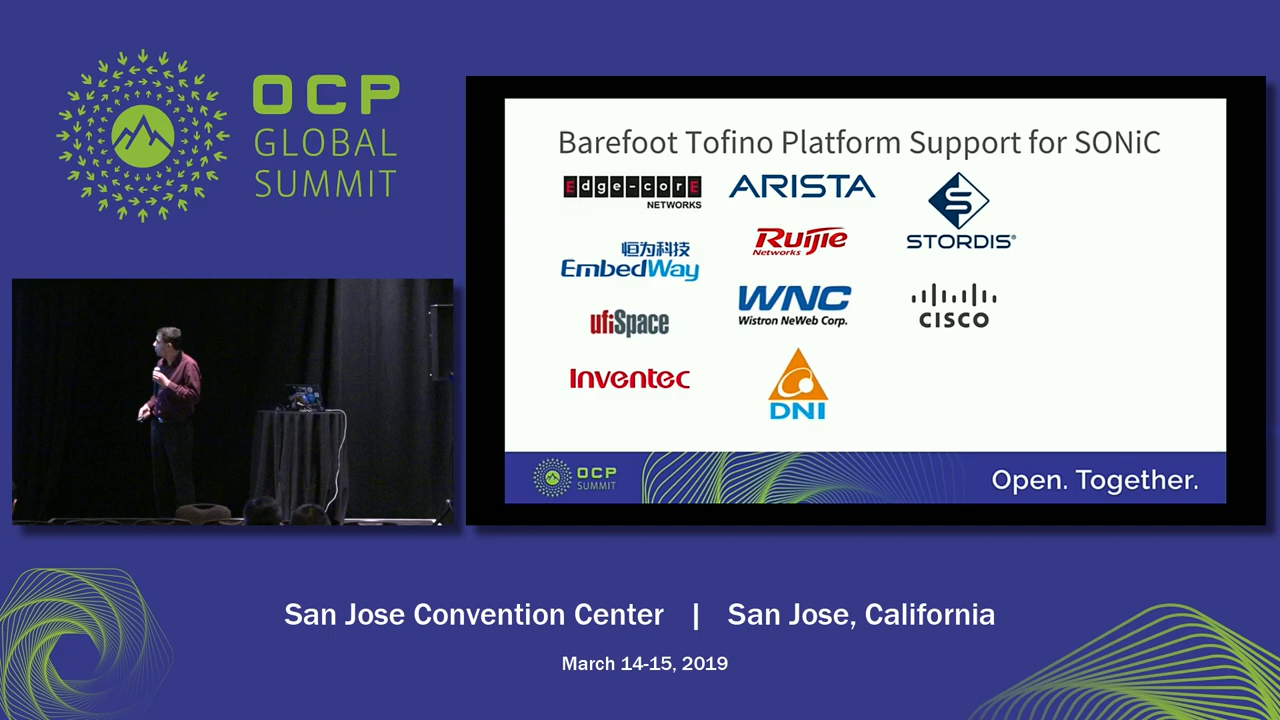 OCP
GLOBAL
SUMMIT
Barefoot Tofino Platform Support for SONiC
Edge-corE
NETWORKS
ARISTA
STORDIS®
恒为科技
EmbedWay
Ruijie
Networks
ufiSpace
WNC
Wistron NeWeb Corp.
CISCO
Inventec
DNI
OCP
SUMMIT
Open. Together.
San Jose Convention Center | San Jose, California
March 14-15, 2019